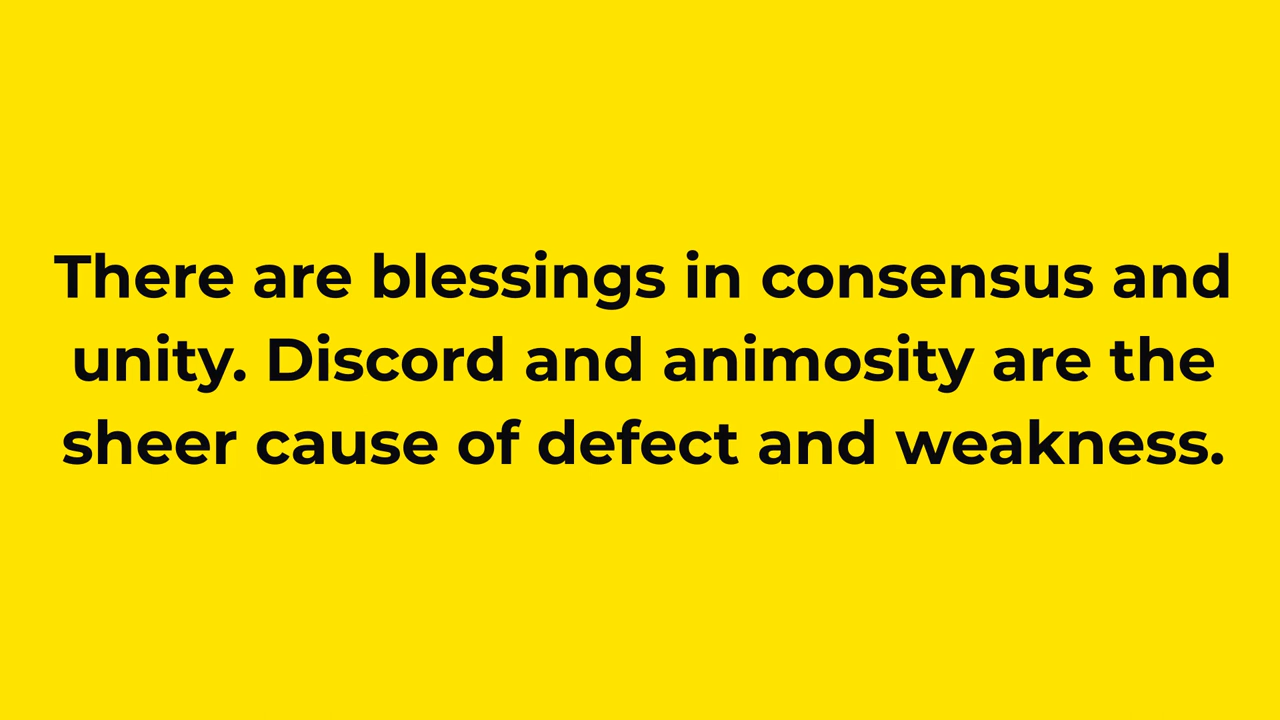 There are blessings in consensus and
unity. Discord and animosity are the
sheer cause of defect and weakness.